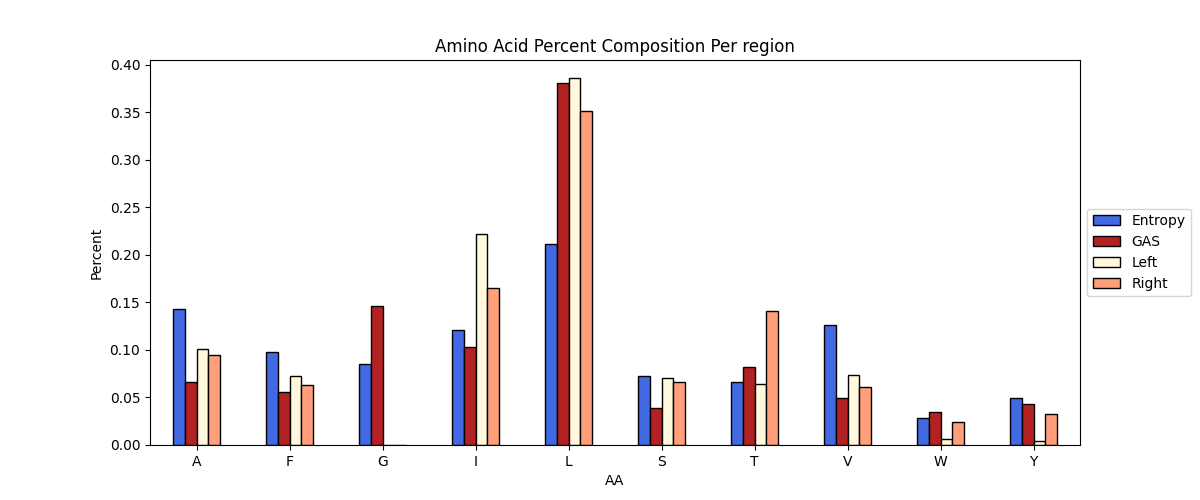 Amino Acid Percent Composition Per region
0.40
0.35
0.30
0.25
0.20
0.15
0.10
0.05
0.00
Percent
A F G I L S T V W Y
AA
Entropy
GAS
Left
Right